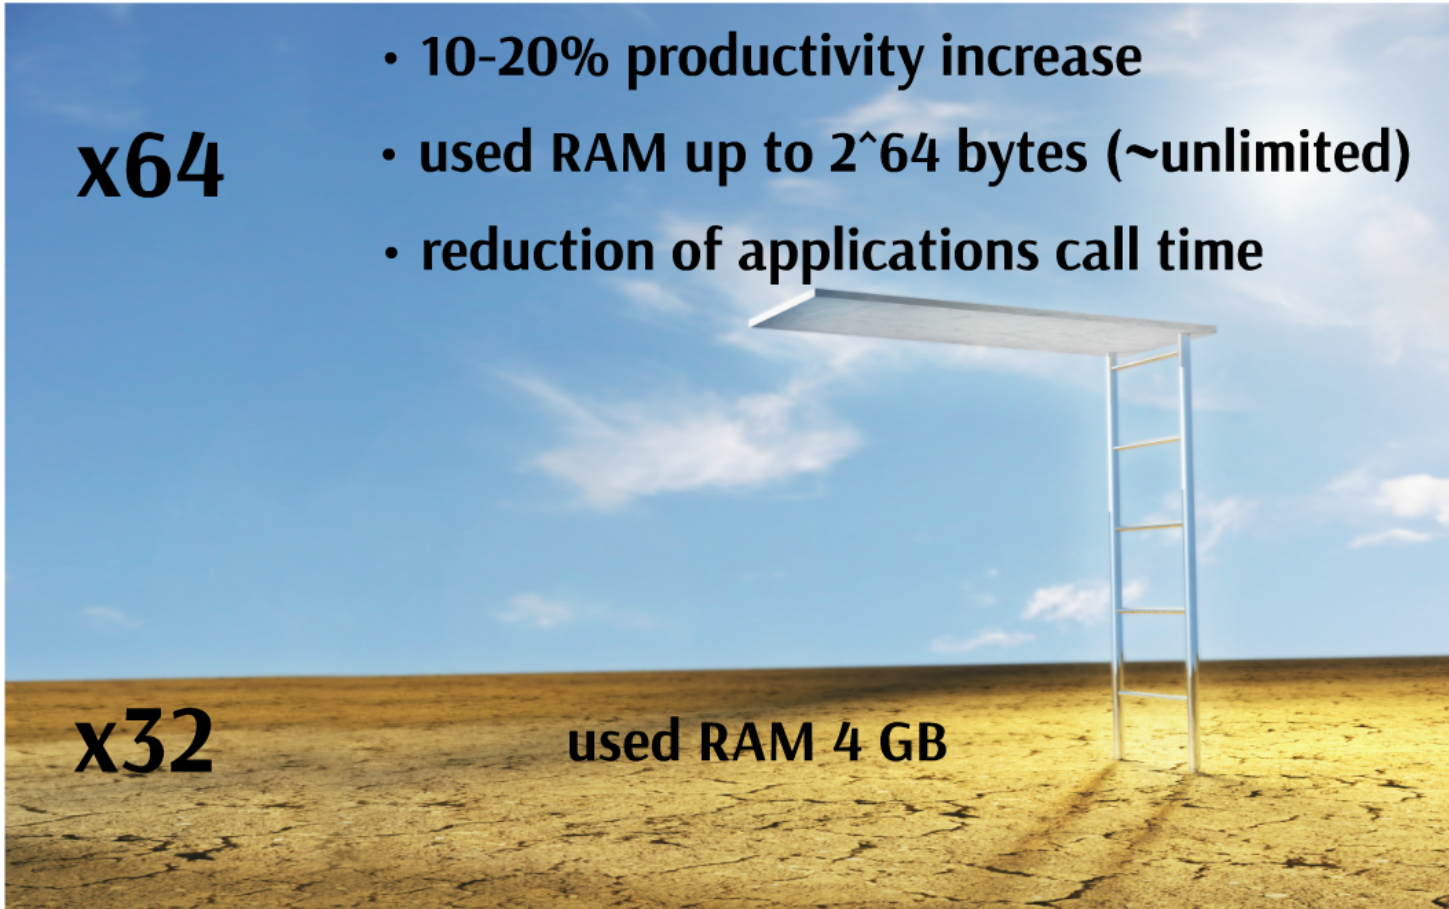 • 10-20% productivity increase
x64
• used RAM up to 2^64 bytes (~unlimited)
• reduction of applications call time
x32
used RAM 4 GB